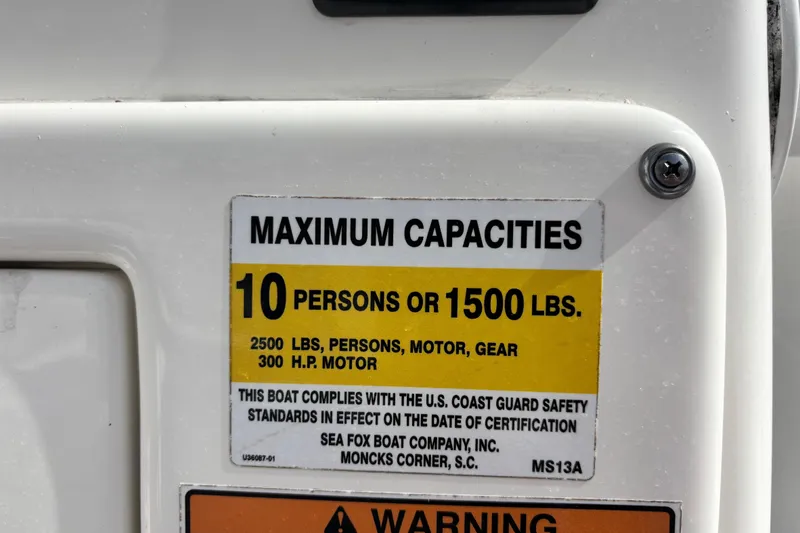 MAXIMUM CAPACITIES
10 PERSONS OR 1500 LBS.
2500 LBS, PERSONS, MOTOR, GEAR
300 H.P. MOTOR
THIS BOAT COMPLIES WITH THE U.S. COAST GUARD SAFETY
STANDARDS IN EFFECT ON THE DATE OF CERTIFICATION
SEA FOX BOAT COMPANY, INC.
MONCKS CORNER, S.C.
U36087-01
MS13A
WARNING